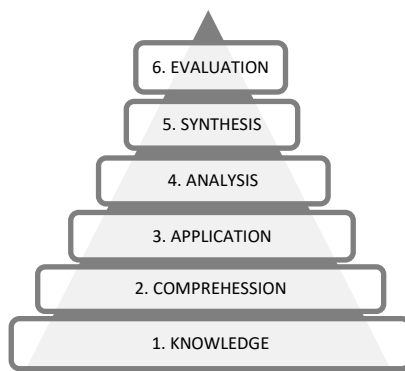 6. EVALUATION
5. SYNTHESIS
4. ANALYSIS
3. APPLICATION
2. COMPREHESSION
1. KNOWLEDGE